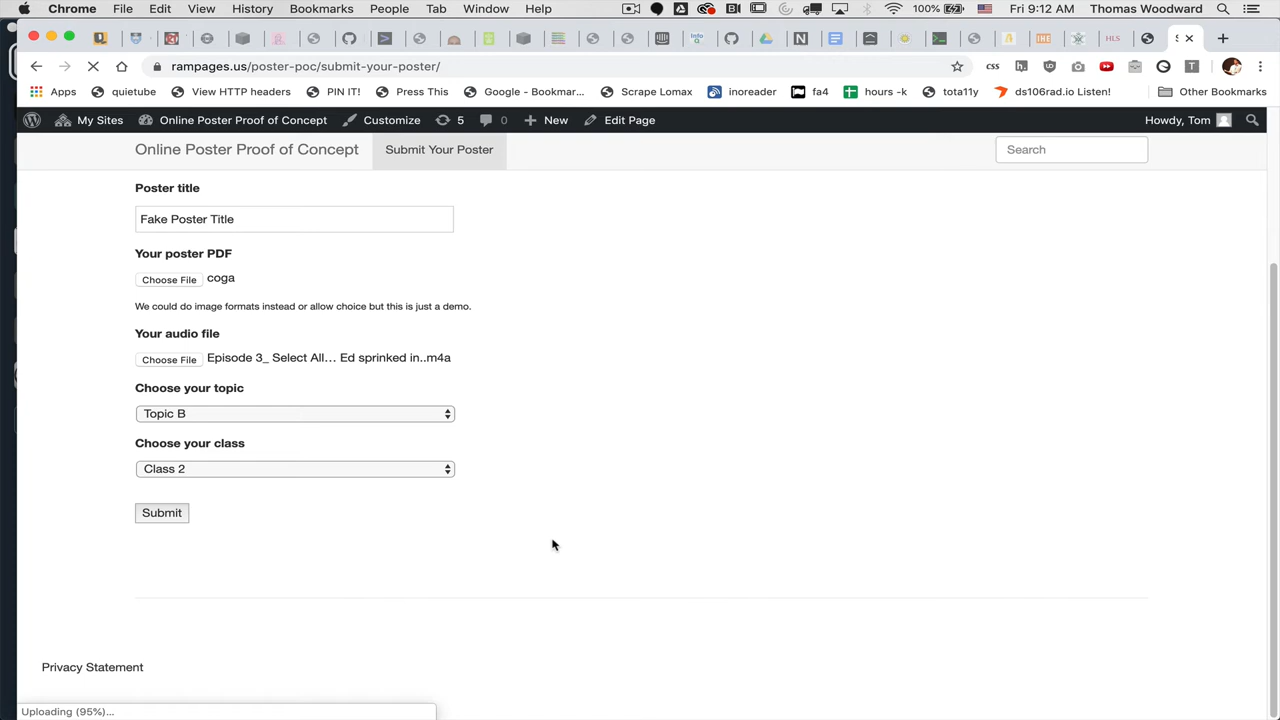 Chrome File Edit View History Bookmarks People Tab Window Help 100% Fri 9:12 AM Thomas Woodward
rampages.us/poster-poc/submit-your-poster/
Apps quietube View HTTP headers PIN IT! Press This Google - Bookmar... Scrape Lomax inoreader fa4 hours -k tota11y ds106rad.io Listen! Other Bookmarks
My Sites Online Poster Proof of Concept Customize 5 0 New Edit Page Howdy, Tom
Online Poster Proof of Concept Submit Your Poster Search
Poster title
Fake Poster Title
Your poster PDF
Choose File coga
We could do image formats instead or allow choice but this is just a demo.
Your audio file
Choose File Episode 3_ Select All... Ed sprinked in..m4a
Choose your topic
Topic B
Choose your class
Class 2
Submit
Privacy Statement
Uploading (95%)...